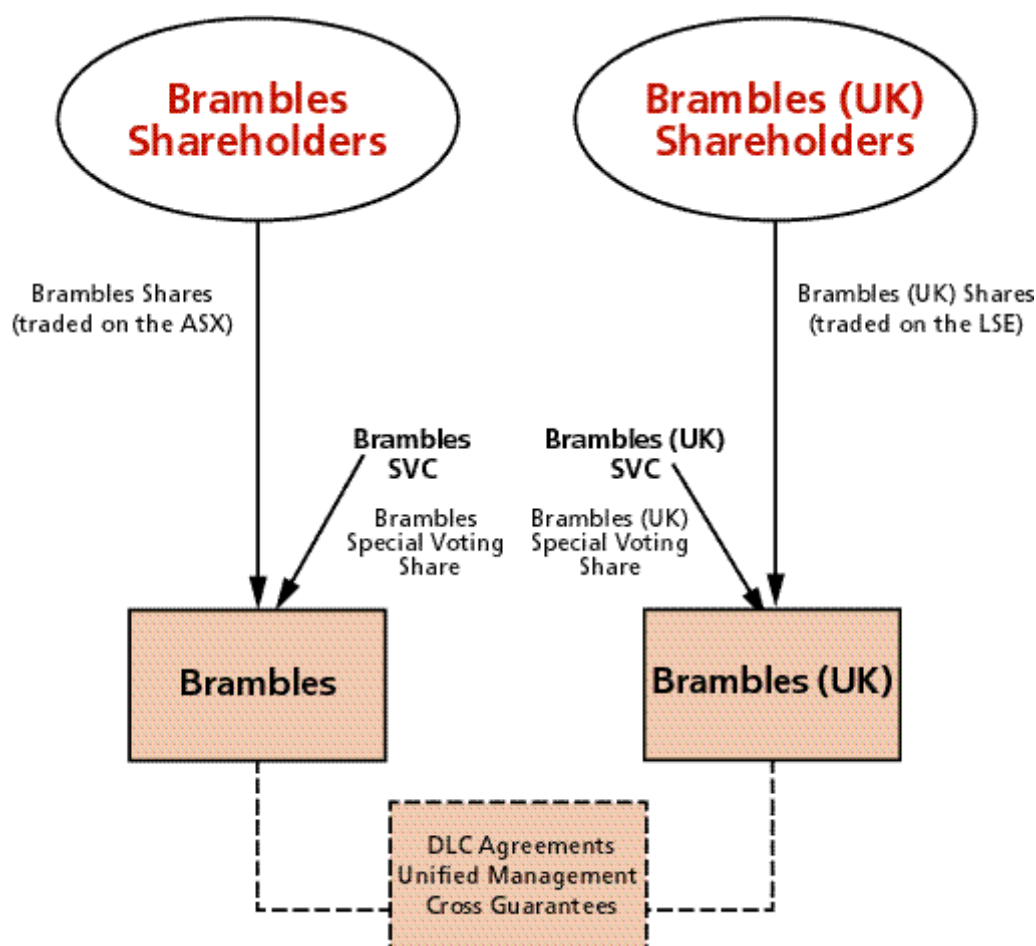 Brambles
Shareholders
Brambles (UK)
Shareholders
Brambles Shares
(traded on the ASX)
Brambles (UK) Shares
(traded on the LSE)
Brambles
SVC
Brambles (UK)
SVC
Brambles
Special Voting
Share
Brambles (UK)
Special Voting
Share
Brambles
Brambles (UK)
DLC Agreements
Unified Management
Cross Guarantees